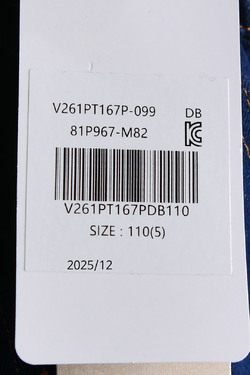 V261PT167P-099 DB
81P967-M82
V261PT167PDB110
SIZE : 110(5)
2025/12